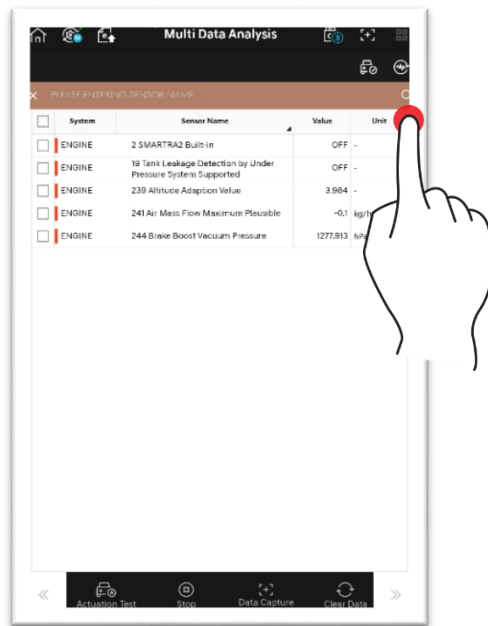 Multi Data Analysis
PLEASE ENTERING SENSOR NAME
System Sensor Name Value Unit
ENGINE 2 SMARTRA2 Built-in OFF -
ENGINE 19 Tank Leakage Detection by Under
Pressure System Supported OFF -
ENGINE 239 Altitude Adaption Value 3.984 -
ENGINE 241 Air Mass Flow Maximum Plausible -0.1 kg/h
ENGINE 244 Brake Boost Vacuum Pressure 1277.913
Actuation Test Stop Data Capture Clear Data